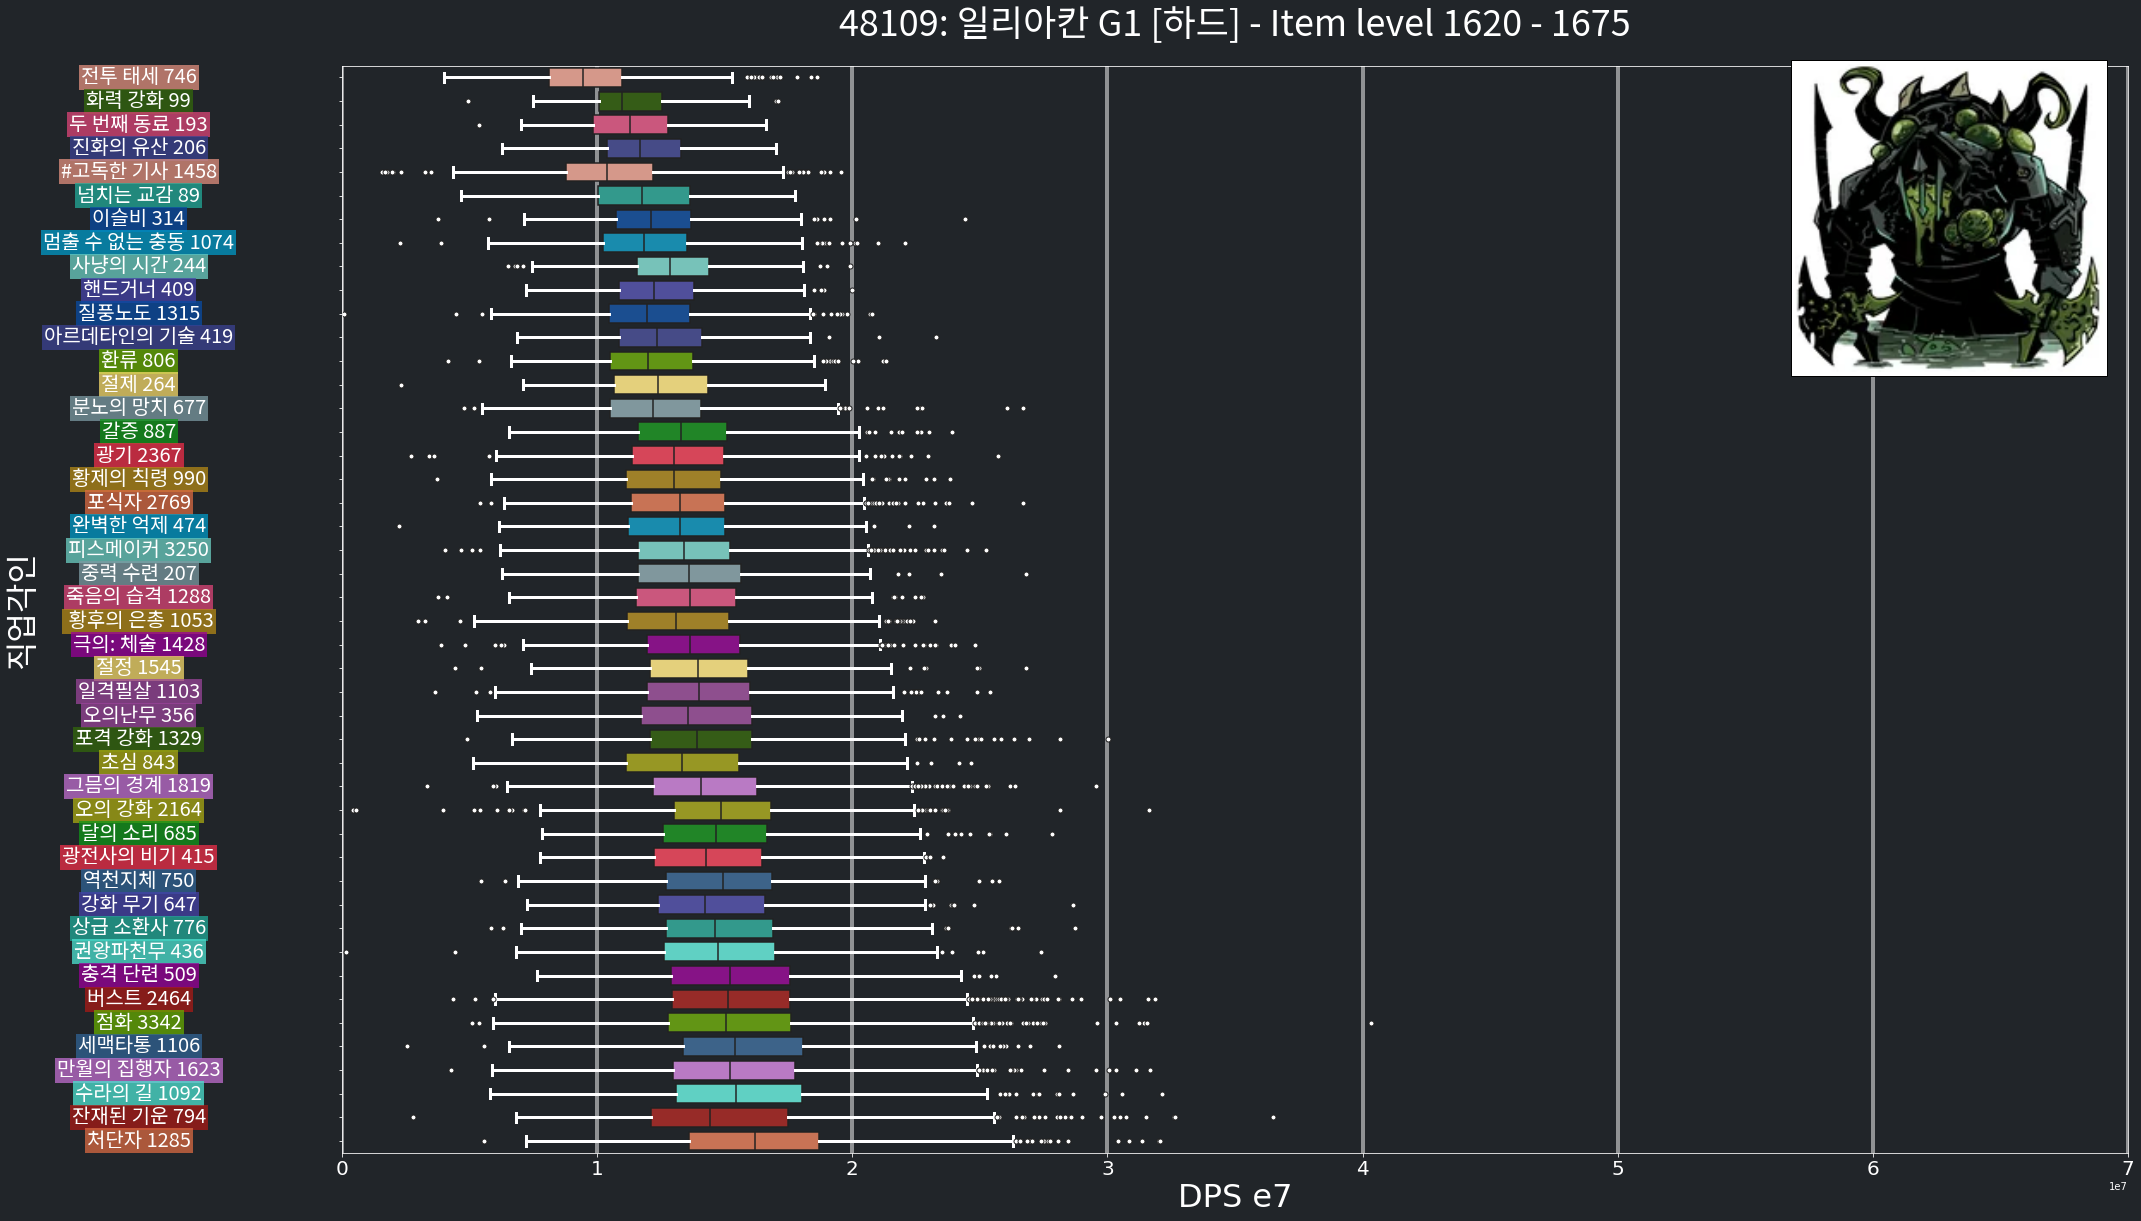 48109: 일리아칸 G1 [하드] - Item level 1620 - 1675
전투 태세 746
화력 강화 99
두 번째 동료 193
진화의 유산 206
#고독한 기사 1458
넘치는 교감 89
이슬비 314
멈출 수 없는 충동 1074
사냥의 시간 244
핸드거너 409
질풍노도 1315
아르데타인의 기술 419
환류 806
절제 264
분노의 망치 677
갈증 887
광기 2367
황제의 칙령 990
포식자 2769
완벽한 억제 474
피스메이커 3250
중력 수련 207
죽음의 습격 1288
황후의 은총 1053
극의: 체술 1428
절정 1545
일격필살 1103
오의난무 356
포격 강화 1329
초심 843
그믐의 경계 1819
오의 강화 2164
달의 소리 685
광전사의 비기 415
역천지체 750
강화 무기 647
상급 소환사 776
권왕파천무 436
충격 단련 509
버스트 2464
점화 3342
세맥타통 1106
만월의 집행자 1623
수라의 길 1092
잔재된 기운 794
처단자 1285
직업각인
0 1 2 3 4 5 6 7
1e7
DPS e7